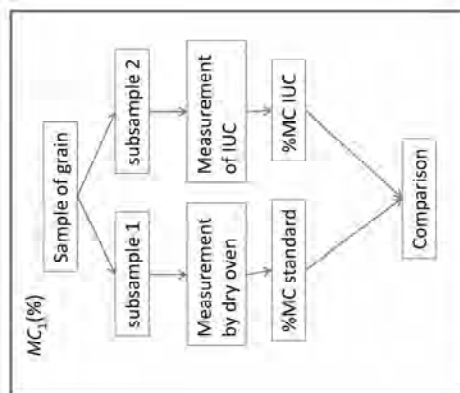 MC₁(%)
Sample of grain
subsample 1
subsample 2
Measurement
by dry oven
Measurement
of IUC
%MC standard
%MC IUC
Comparison